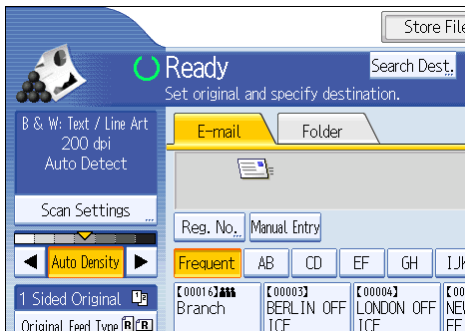 Store File
Ready
Search Dest.
Set original and specify destination.
B & W: Text / Line Art
200 dpi
Auto Detect
E-mail
Folder
Scan Settings
Reg. No.
Manual Entry
Auto Density
Frequent
AB
CD
EF
GH
IJK
1 Sided Original
[00016]
[00003]
[00004]
[00
Branch
BERLIN OFF
LONDON OFF
NEW
ICE
ICE
Original Feed Type